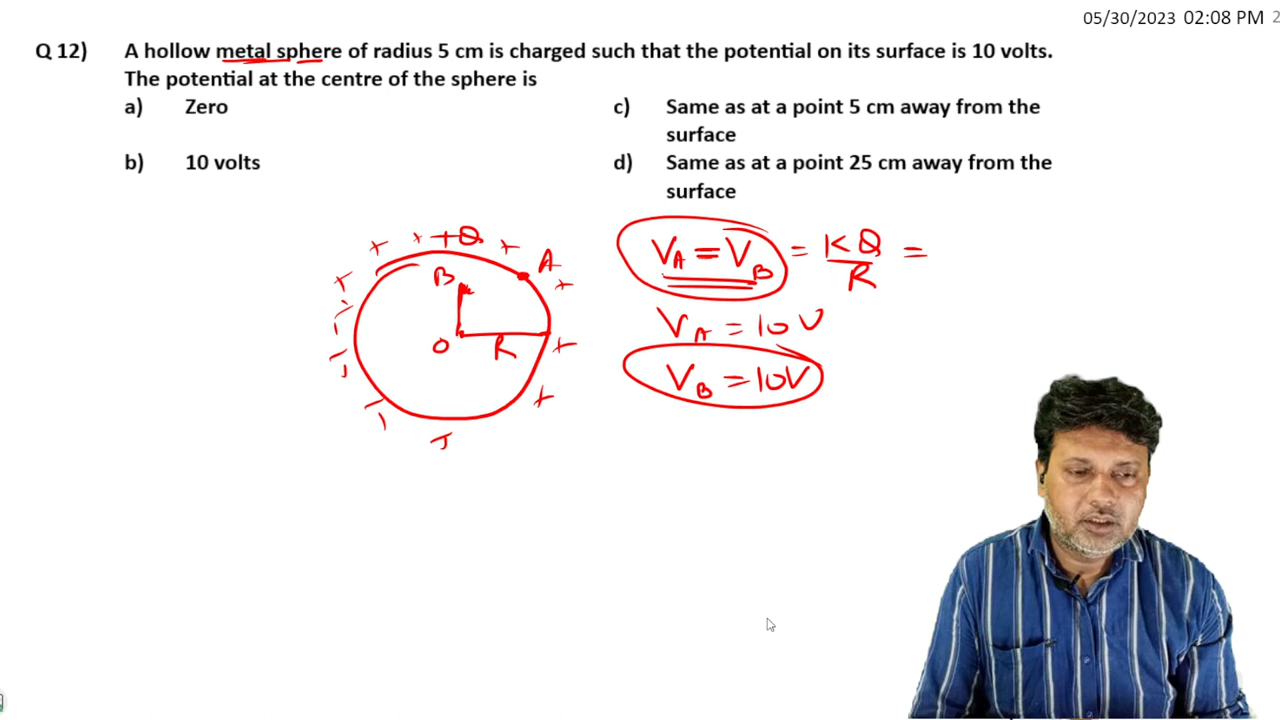 05/30/2023 02:08 PM 2
Q 12) A hollow metal sphere of radius 5 cm is charged such that the potential on its surface is 10 volts.
The potential at the centre of the sphere is
a) Zero
b) 10 volts
c) Same as at a point 5 cm away from the
surface
d) Same as at a point 25 cm away from the
surface
+ + +Q +
+ A
B +
O R +
+
V_A = V_B = KQ/R =
V_A = 10 V
V_B = 10V